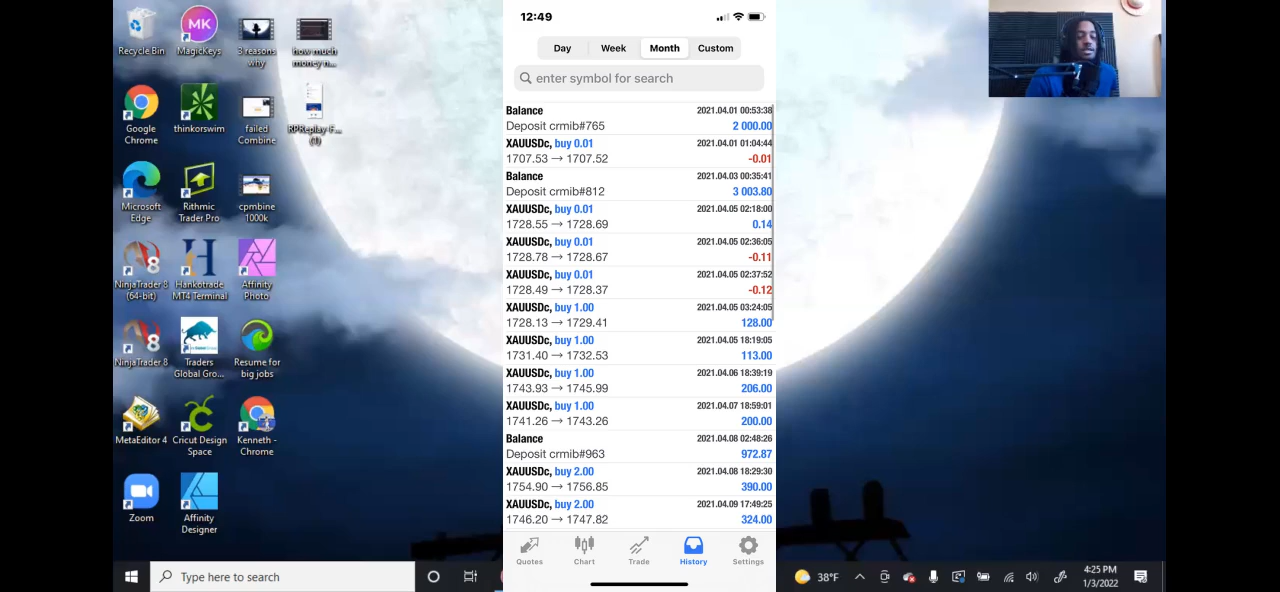 Recycle Bin
MagicKeys
3 reasons why
how much money n...
MK
Google Chrome
thinkorswim
failed Combine
RPReplay-F... (1)
Microsoft Edge
Rithmic Trader Pro
cpmbine 1000k
NinjaTrader 8 (64-bit)
Hankotrade MT4 Terminal
Affinity Photo
NinjaTrader 8
Traders Global Gro...
Resume for big jobs
MetaEditor 4
Cricut Design Space
Kenneth - Chrome
Zoom
Affinity Designer
12:49
Day Week Month Custom
enter symbol for search
Balance 2021.04.01 00:53:38
Deposit crmib#765 2 000.00
XAUUSDc, buy 0.01 2021.04.01 01:04:44
1707.53 → 1707.52 -0.01
Balance 2021.04.03 00:35:41
Deposit crmib#812 3 003.80
XAUUSDc, buy 0.01 2021.04.05 02:18:00
1728.55 → 1728.69 0.14
XAUUSDc, buy 0.01 2021.04.05 02:36:05
1728.78 → 1728.67 -0.11
XAUUSDc, buy 0.01 2021.04.05 02:37:52
1728.49 → 1728.37 -0.12
XAUUSDc, buy 1.00 2021.04.05 03:24:05
1728.13 → 1729.41 128.00
XAUUSDc, buy 1.00 2021.04.05 18:19:05
1731.40 → 1732.53 113.00
XAUUSDc, buy 1.00 2021.04.06 18:39:19
1743.93 → 1745.99 206.00
XAUUSDc, buy 1.00 2021.04.07 18:59:01
1741.26 → 1743.26 200.00
Balance 2021.04.08 02:48:26
Deposit crmib#963 972.87
XAUUSDc, buy 2.00 2021.04.08 18:29:30
1754.90 → 1756.85 390.00
XAUUSDc, buy 2.00 2021.04.09 17:49:25
1746.20 → 1747.82 324.00
Quotes Chart Trade History Settings
Type here to search
38°F
4:25 PM
1/3/2022